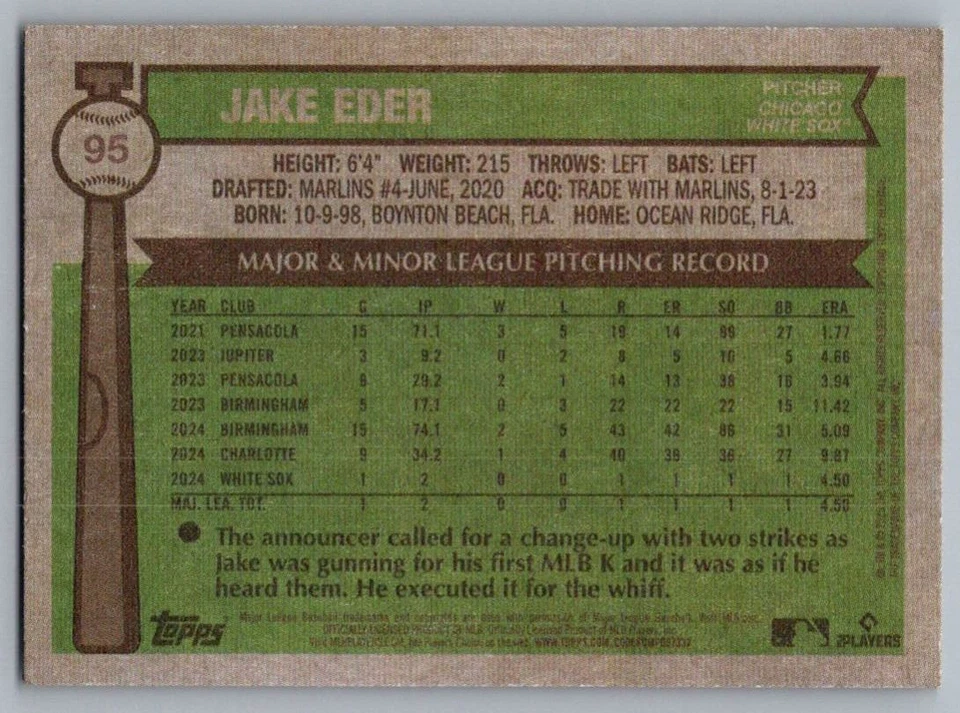 95
JAKE EDER
PITCHER
CHICAGO
WHITE SOX
HEIGHT: 6'4" WEIGHT: 215 THROWS: LEFT BATS: LEFT
DRAFTED: MARLINS #4-JUNE, 2020 ACQ: TRADE WITH MARLINS, 8-1-23
BORN: 10-9-98, BOYNTON BEACH, FLA. HOME: OCEAN RIDGE, FLA.
MAJOR & MINOR LEAGUE PITCHING RECORD
YEAR CLUB G IP W L R ER SO BB ERA
2021 PENSACOLA 15 71.1 3 5 19 14 99 27 1.77
2023 JUPITER 3 9.2 0 2 8 5 10 5 4.66
2023 PENSACOLA 6 29.2 2 1 14 13 38 16 3.94
2023 BIRMINGHAM 5 17.1 0 3 22 22 22 15 11.42
2024 BIRMINGHAM 15 74.1 2 5 43 42 86 31 5.09
2024 CHARLOTTE 9 34.2 1 4 40 38 36 27 9.87
2024 WHITE SOX 1 2 0 0 1 1 1 1 4.50
MAJ. LEA. TOT. 1 2 0 0 1 1 1 1 4.50
The announcer called for a change-up with two strikes as
Jake was gunning for his first MLB K and it was as if he
heard them. He executed it for the whiff.
Topps
PLAYERS